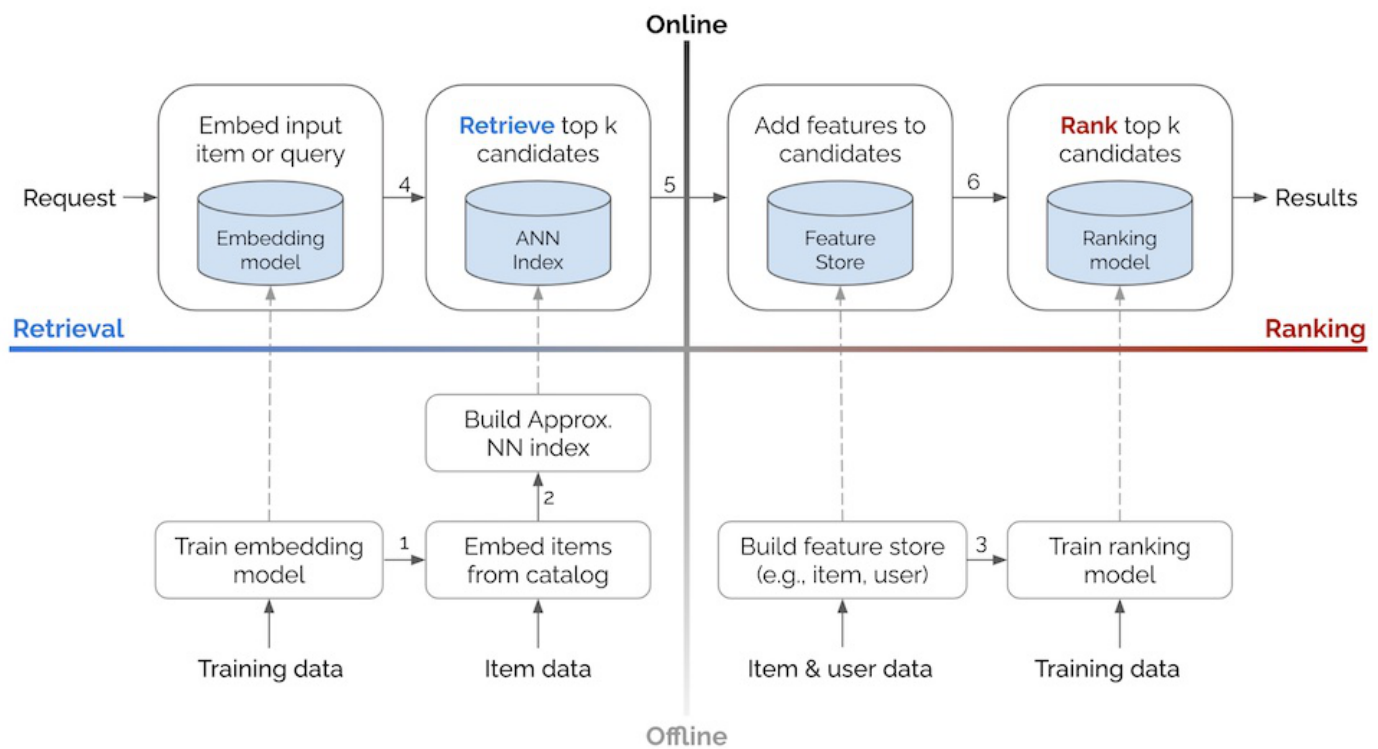 Online
Embed input
item or query
Retrieve top k
candidates
Add features to
candidates
Rank top k
candidates
Request
4
5
6
Results
Embedding
model
ANN
Index
Feature
Store
Ranking
model
Retrieval
Ranking
Build Approx.
NN index
2
Train embedding
model
1
Embed items
from catalog
Build feature store
(e.g., item, user)
3
Train ranking
model
Training data
Item data
Item & user data
Training data
Offline